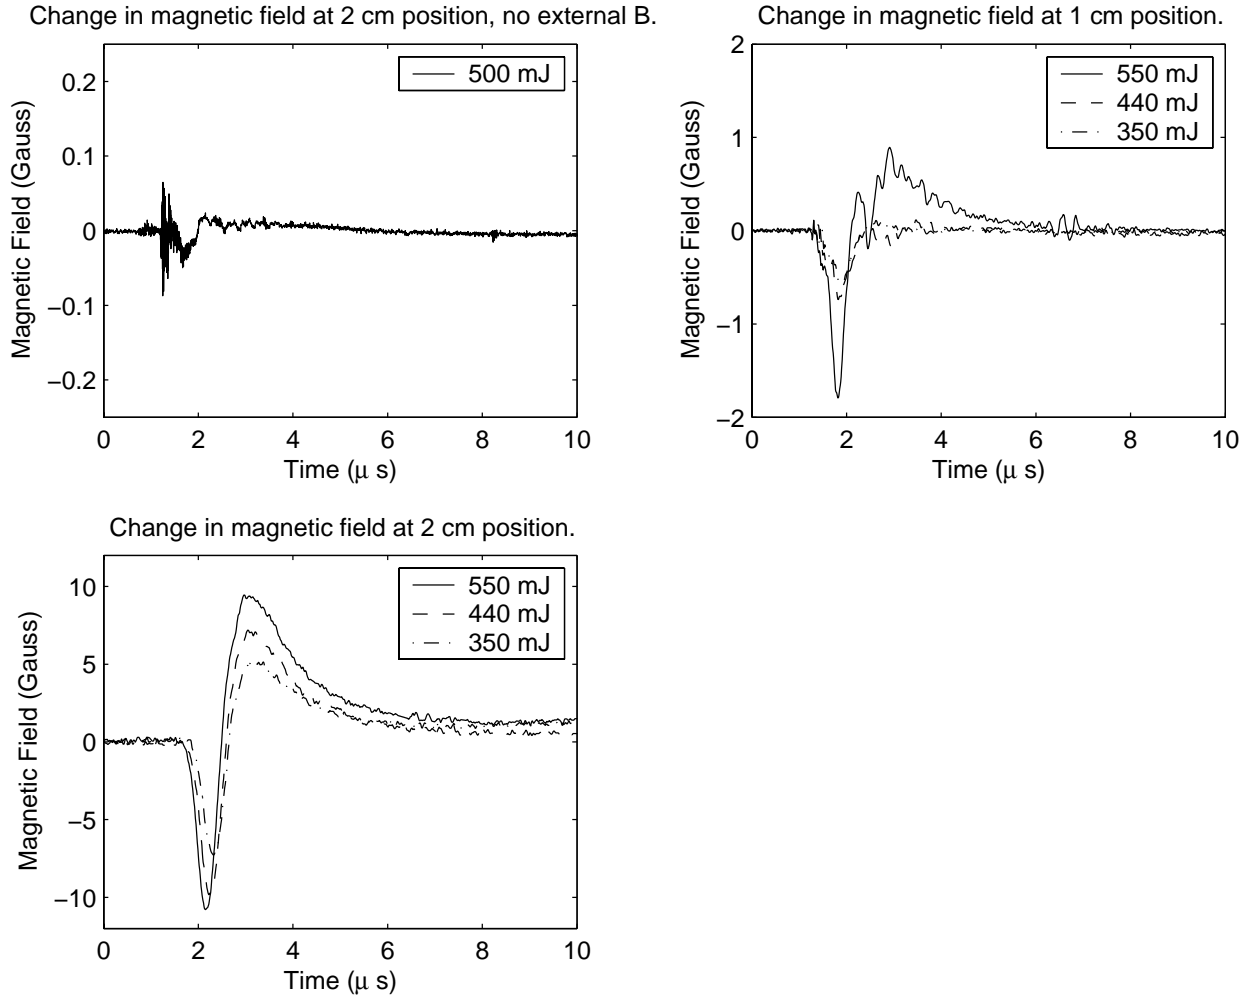 Change in magnetic field at 2 cm position, no external B.
500 mJ
0.2
0.1
0
−0.1
−0.2
Magnetic Field (Gauss)
0 2 4 6 8 10
Time (μ s)
Change in magnetic field at 1 cm position.
550 mJ
440 mJ
350 mJ
2
1
0
−1
−2
Magnetic Field (Gauss)
0 2 4 6 8 10
Time (μ s)
Change in magnetic field at 2 cm position.
550 mJ
440 mJ
350 mJ
10
5
0
−5
−10
Magnetic Field (Gauss)
0 2 4 6 8 10
Time (μ s)